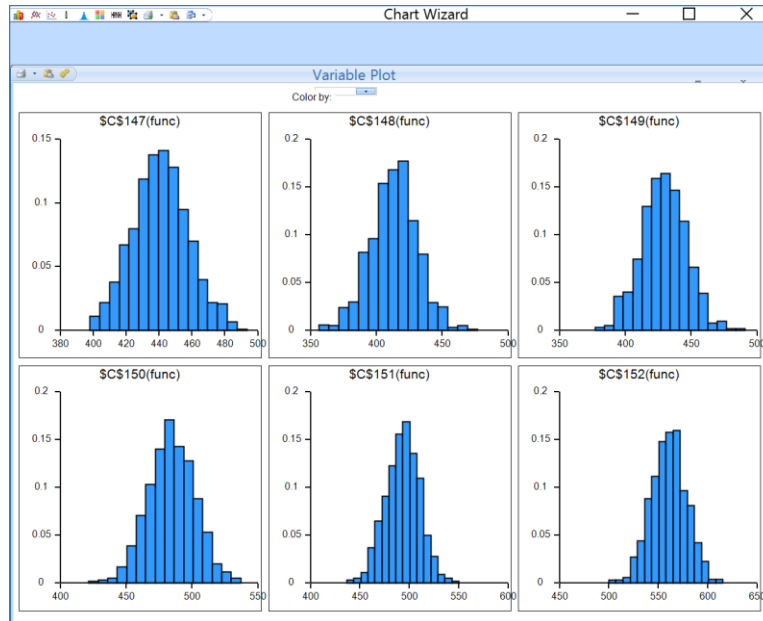 Chart Wizard
Variable Plot
Color by:
$C$147(func)
0.15
0.1
0.05
0
380 400 420 440 460 480 500
$C$148(func)
0.2
0.15
0.1
0.05
0
350 400 450 500
$C$149(func)
0.2
0.15
0.1
0.05
0
350 400 450 500
$C$150(func)
0.2
0.15
0.1
0.05
0
400 450 500 550
$C$151(func)
0.2
0.15
0.1
0.05
0
400 450 500 550 600
$C$152(func)
0.2
0.15
0.1
0.05
0
450 500 550 600 650